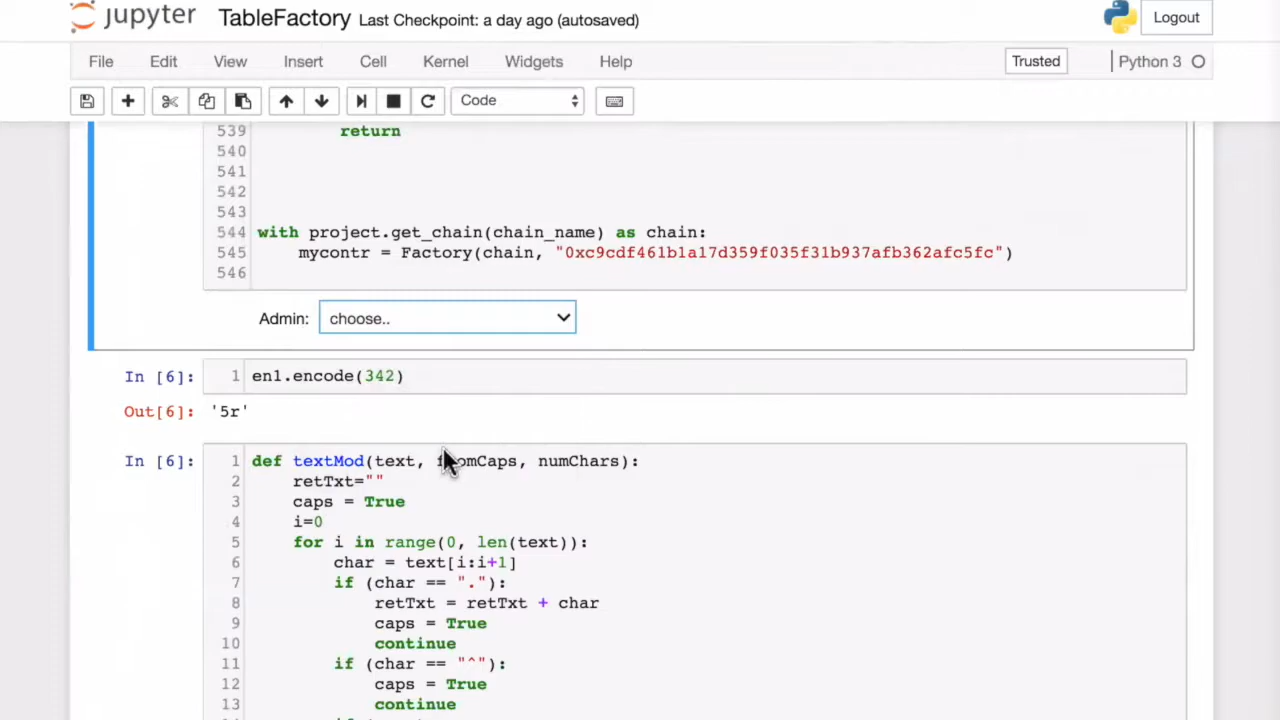 jupyter TableFactory Last Checkpoint: a day ago (autosaved) Logout
File Edit View Insert Cell Kernel Widgets Help Trusted Python 3
Code
539 return
540
541
542
543
544 with project.get_chain(chain_name) as chain:
545 mycontr = Factory(chain, "0xc9cdf461b1a17d359f035f31b937afb362afc5fc")
546
Admin: choose..
In [6]: 1 en1.encode(342)
Out[6]: '5r'
In [6]: 1 def textMod(text, omCaps, numChars):
2 retTxt=""
3 caps = True
4 i=0
5 for i in range(0, len(text)):
6 char = text[i:i+1]
7 if (char == "."):
8 retTxt = retTxt + char
9 caps = True
10 continue
11 if (char == "^"):
12 caps = True
13 continue